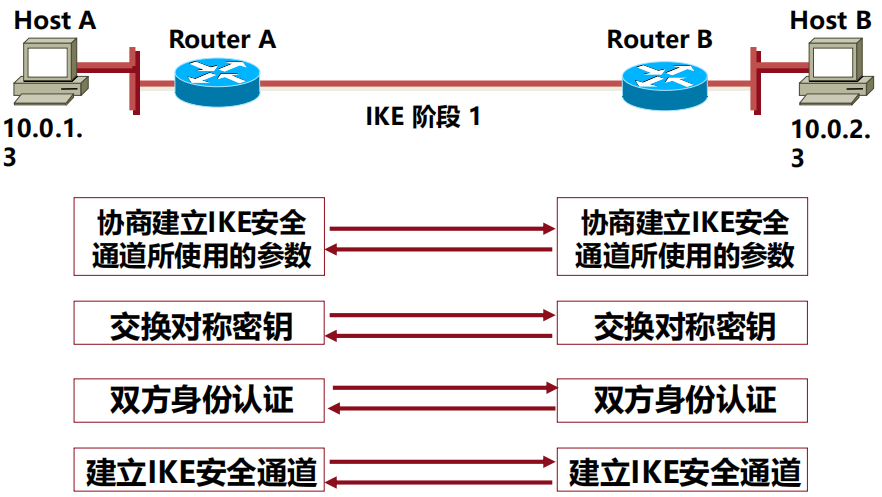 Host A
Host B
Router A
Router B
IKE 阶段 1
10.0.1.
3
10.0.2.
3
协商建立IKE安全
通道所使用的参数
协商建立IKE安全
通道所使用的参数
交换对称密钥
交换对称密钥
双方身份认证
双方身份认证
建立IKE安全通道
建立IKE安全通道